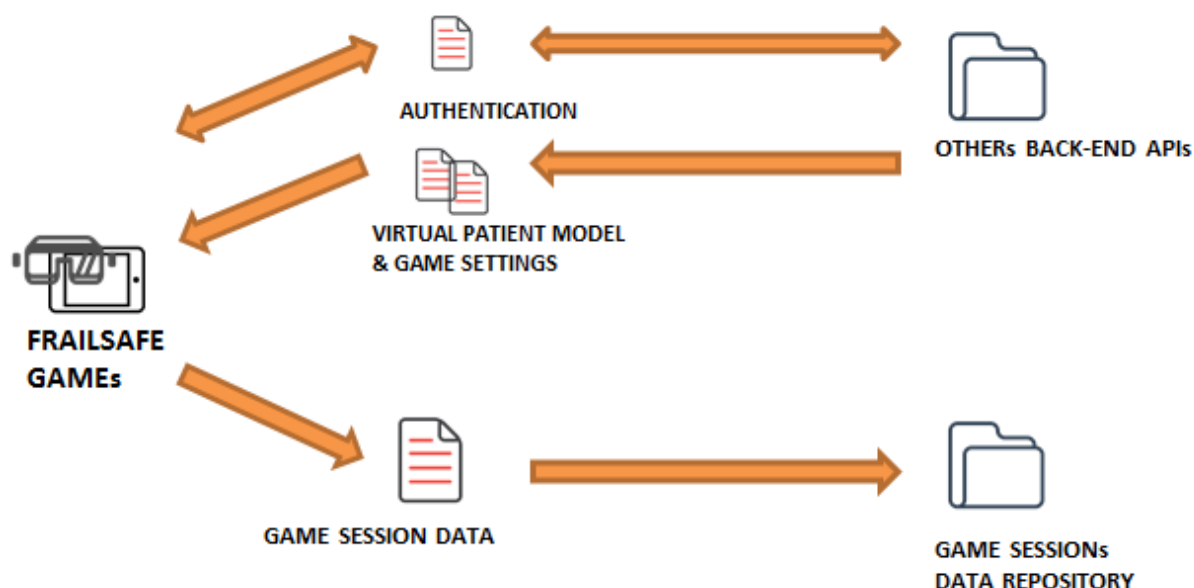 AUTHENTICATION
OTHERs BACK-END APIs
VIRTUAL PATIENT MODEL
& GAME SETTINGS
FRAILSAFE
GAMEs
GAME SESSION DATA
GAME SESSIONs
DATA REPOSITORY